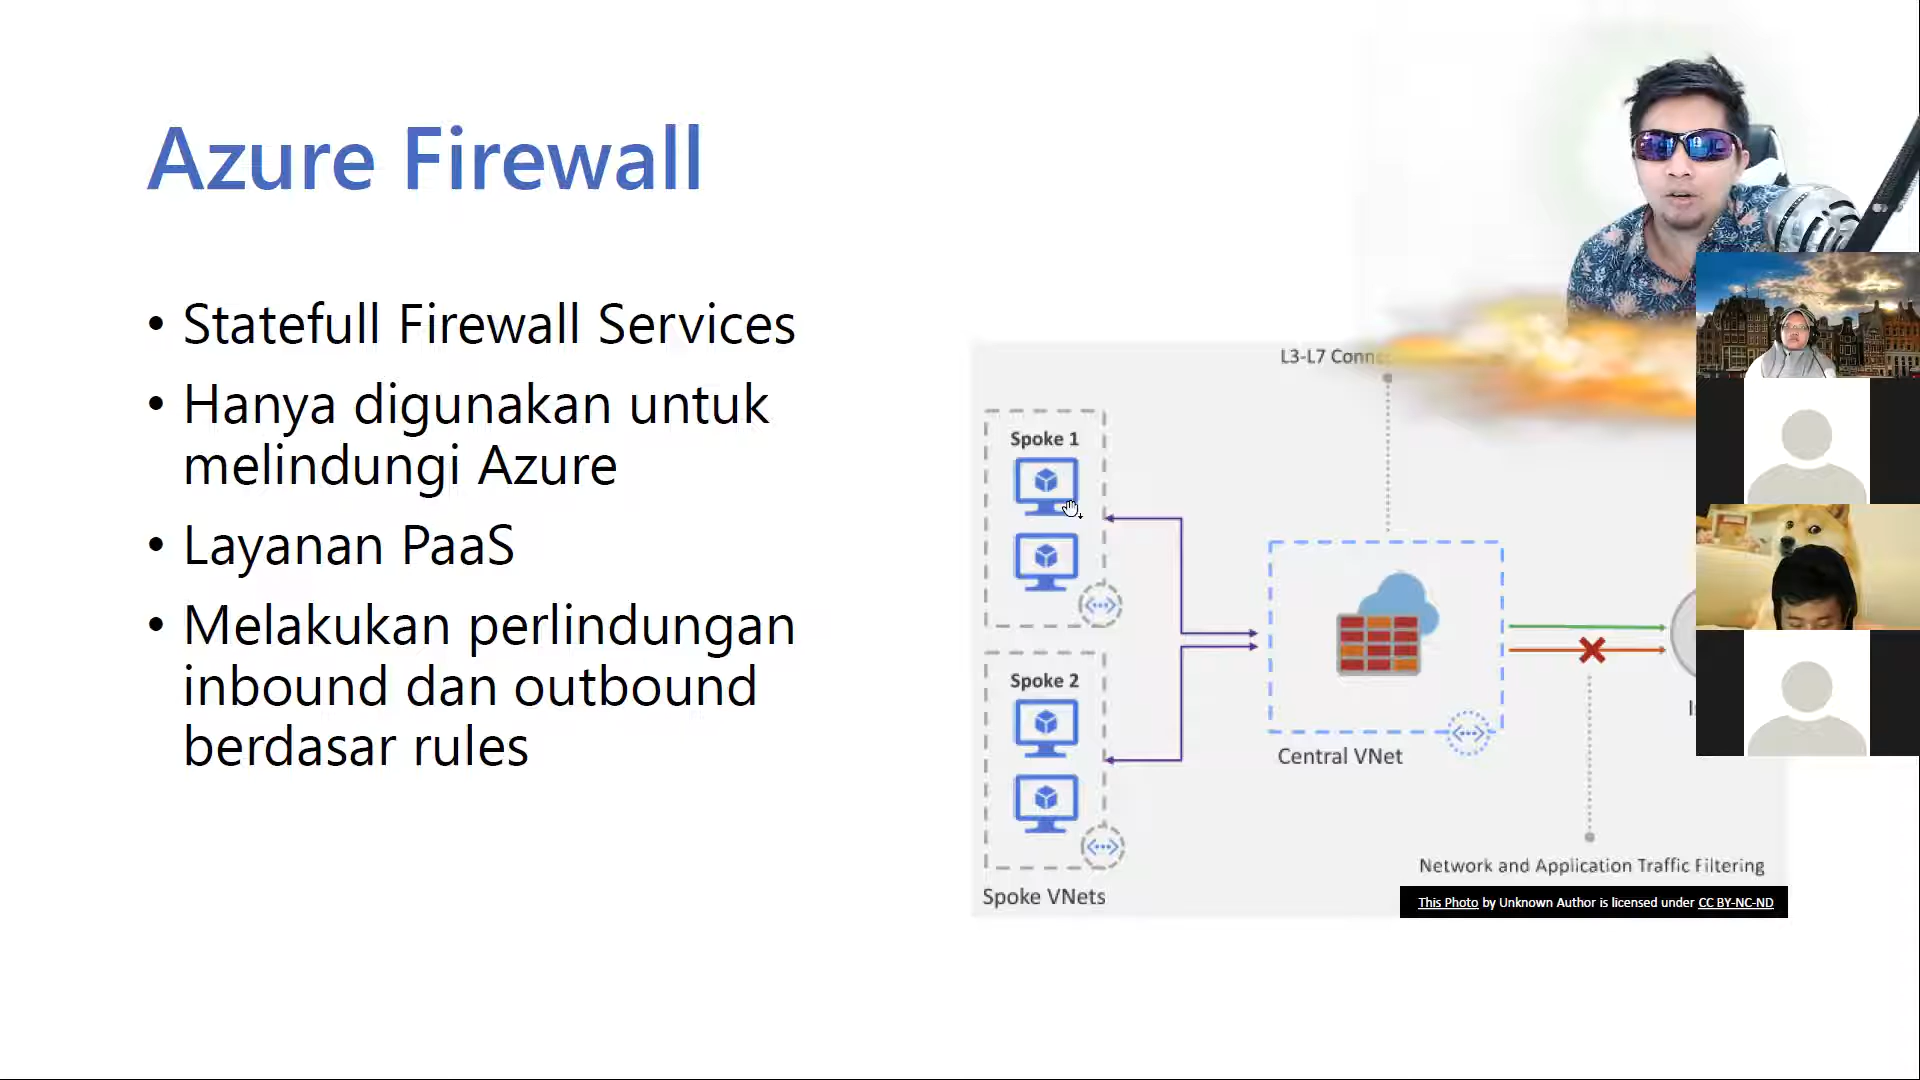 Azure Firewall
• Statefull Firewall Services
• Hanya digunakan untuk
melindungi Azure
• Layanan PaaS
• Melakukan perlindungan
inbound dan outbound
berdasar rules
L3-L7
Spoke 1
Spoke 2
Spoke VNets
Central VNet
Network and Application Traffic Filtering
This Photo by Unknown Author is licensed under CC BY-NC-ND